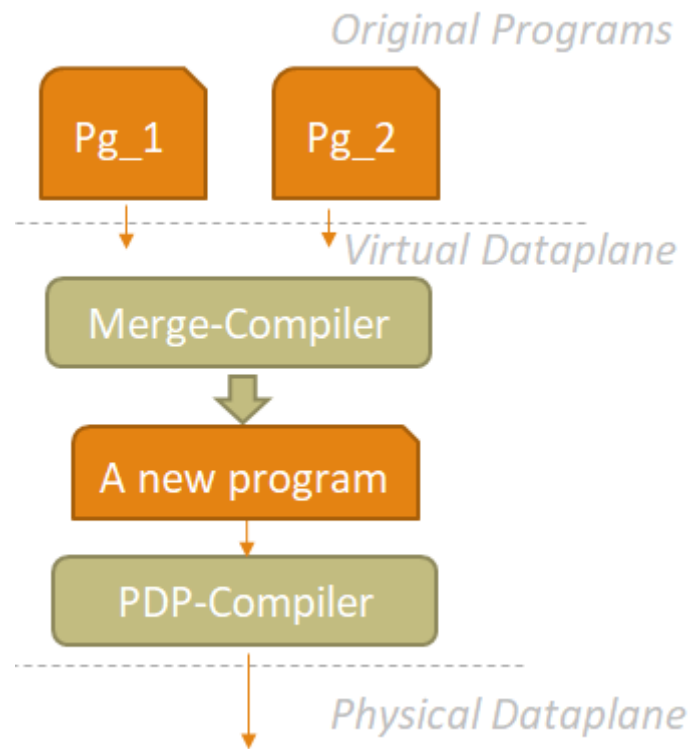 Original Programs
Pg_1
Pg_2
Virtual Dataplane
Merge-Compiler
A new program
PDP-Compiler
Physical Dataplane